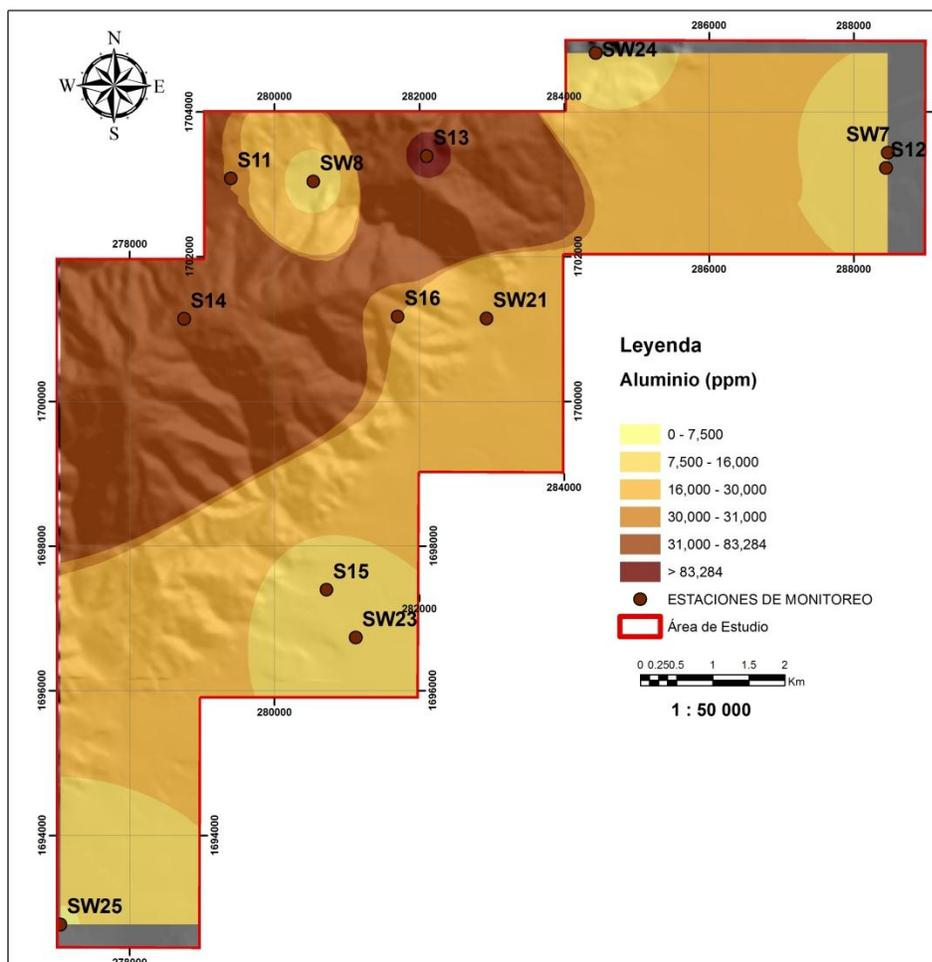 286000
288000
N
W
E
S
SW24
280000
282000
284000
1704000
S13
SW7
S12
S11
SW8
278000
1702000
1702000
286000
288000
S14
S16
SW21
Leyenda
Aluminio (ppm)
1700000
0 - 7,500
7,500 - 16,000
16,000 - 30,000
30,000 - 31,000
31,000 - 83,284
> 83,284
ESTACIONES DE MONITOREO
Área de Estudio
284000
1698000
1698000
S15
282000
SW23
0 0.25 0.5 1 1.5 2
Km
1 : 50 000
1696000
1696000
280000
1694000
1694000
SW25
278000